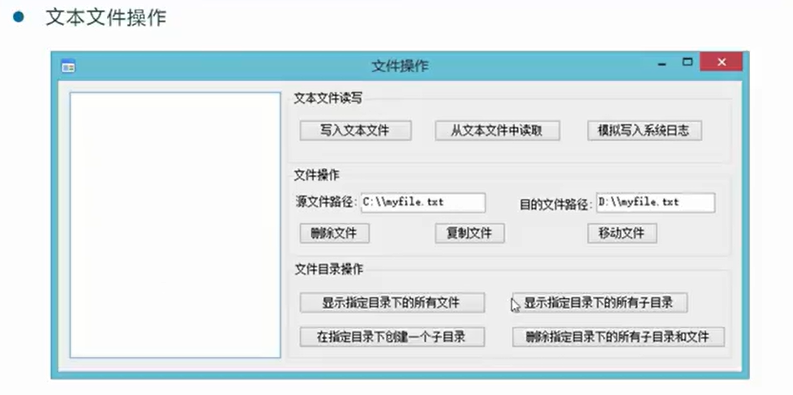 文本文件操作
文件操作
文本文件读写
写入文本文件 从文本文件中读取 模拟写入系统日志
文件操作
源文件路径: C:\\myfile.txt 目的文件路径: D:\\myfile.txt
删除文件 复制文件 移动文件
文件目录操作
显示指定目录下的所有文件 显示指定目录下的所有子目录
在指定目录下创建一个子目录 删除指定目录下的所有子目录和文件